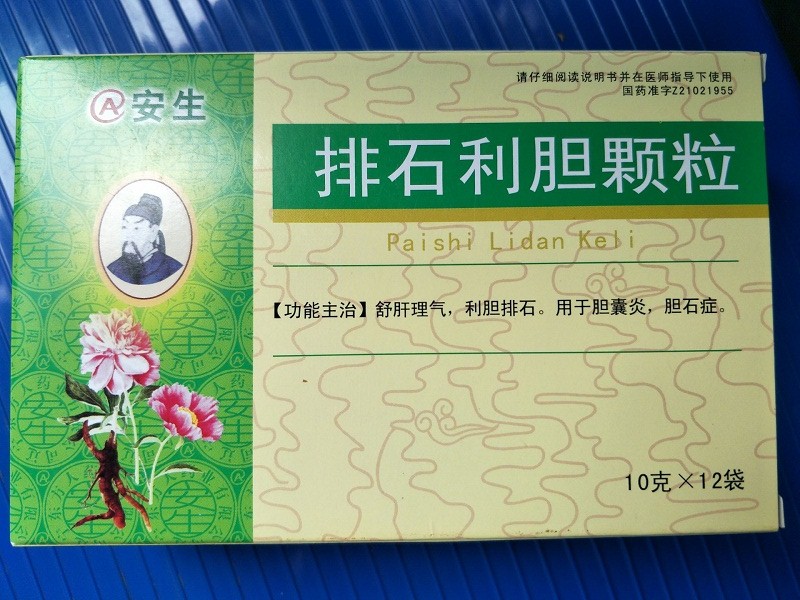 请仔细阅读说明书并在医师指导下使用
国药准字Z21021955
安生
排石利胆颗粒
Paishi Lidan Keli
【功能主治】舒肝理气，利胆排石。用于胆囊炎，胆石症。
10克×12袋